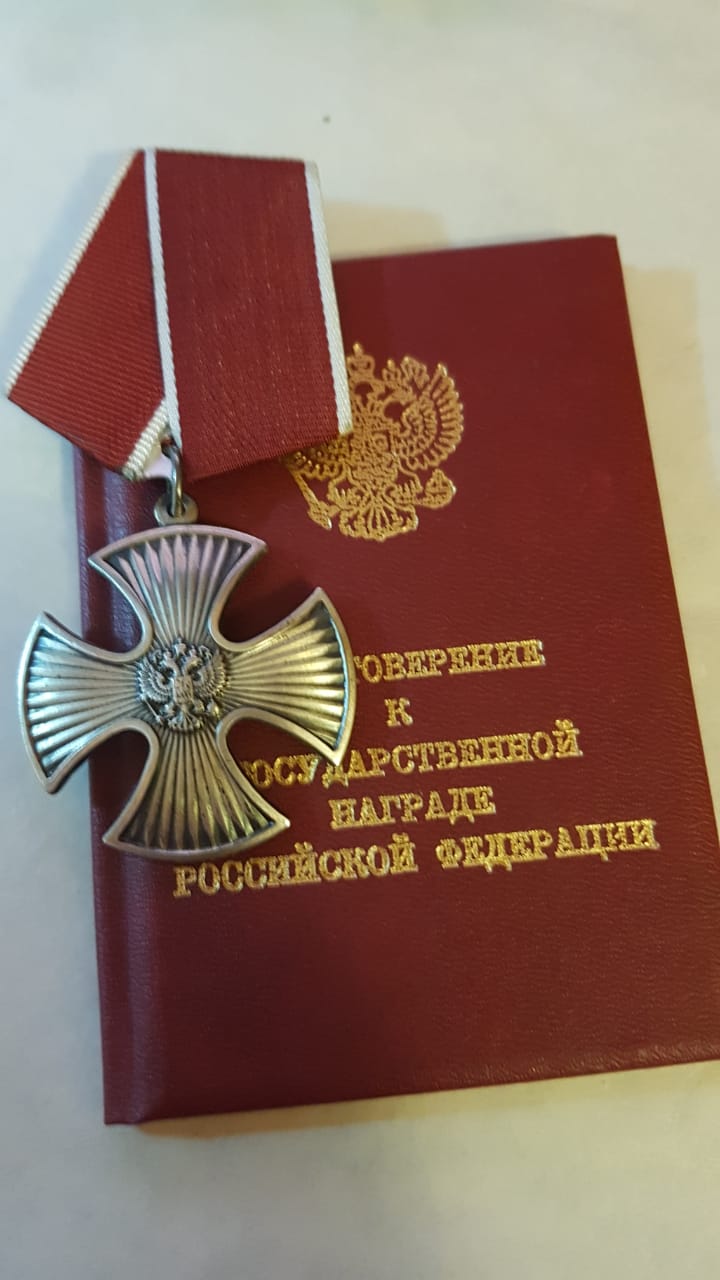 ТОВЕРЕНИЕ
К
ОСУДАРСТВЕННОЙ
НАГРАДЕ
РОССИЙСКОЙ ФЕДЕРАЦИИ